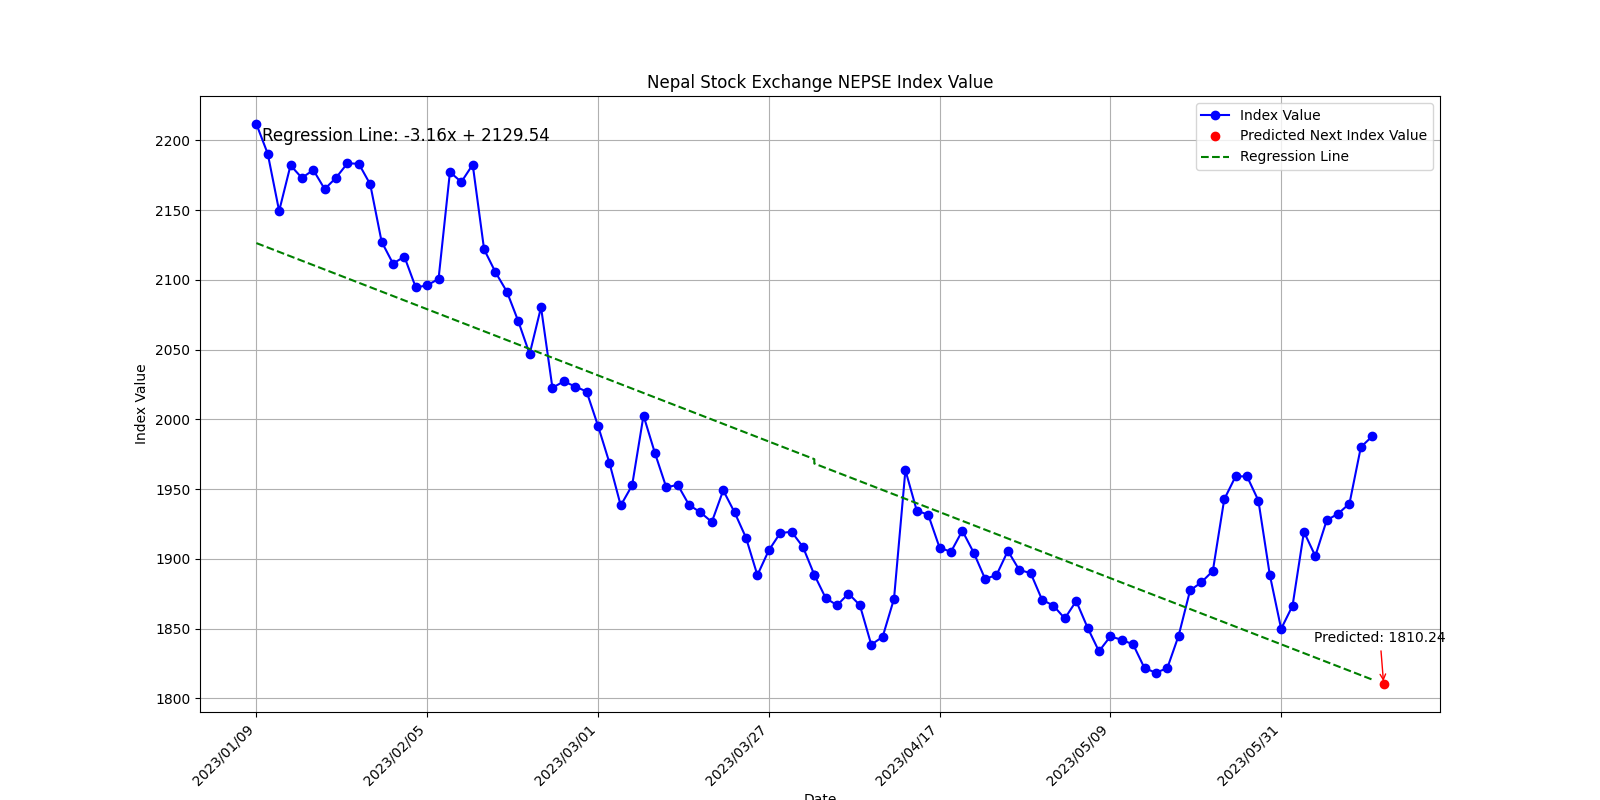 Nepal Stock Exchange NEPSE Index Value
Regression Line: -3.16x + 2129.54
Index Value
Predicted Next Index Value
Regression Line
2200
2150
2100
2050
2000
1950
1900
1850
1800
Index Value
Predicted: 1810.24
2023/01/09
2023/02/05
2023/03/01
2023/03/27
2023/04/17
2023/05/09
2023/05/31
Date